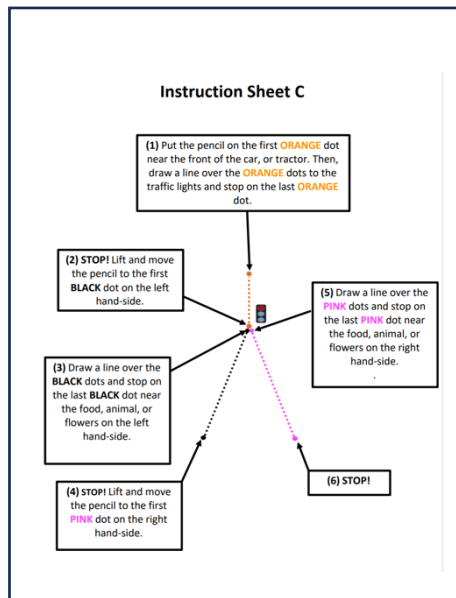 Instruction Sheet C
(1) Put the pencil on the first ORANGE dot
near the front of the car, or tractor. Then,
draw a line over the ORANGE dots to the
traffic lights and stop on the last ORANGE
dot.
(2) STOP! Lift and move
the pencil to the first
BLACK dot on the left
hand-side.
(5) Draw a line over the
PINK dots and stop on
the last PINK dot near
the food, animal, or
flowers on the right
hand-side.
.
(3) Draw a line over the
BLACK dots and stop on
the last BLACK dot near
the food, animal, or
flowers on the left
hand-side.
(4) STOP! Lift and move
the pencil to the first
PINK dot on the right
hand-side.
(6) STOP!